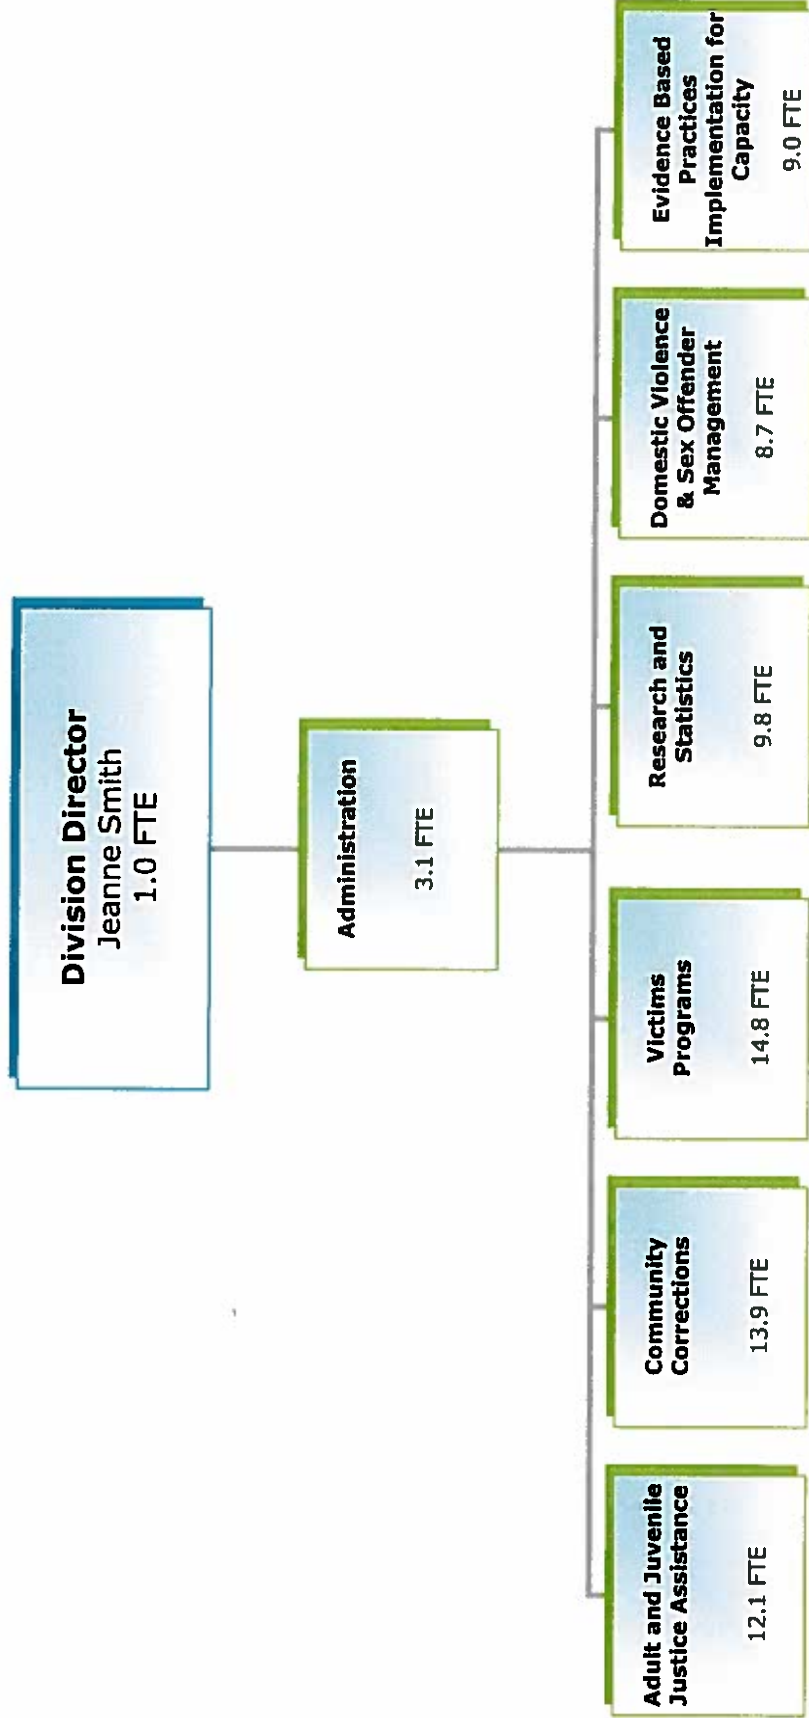 Division Director
Jeanne Smith
1.0 FTE
Administration
3.1 FTE
Adult and Juvenile
Justice Assistance
12.1 FTE
Community
Corrections
13.9 FTE
Victims
Programs
14.8 FTE
Research and
Statistics
9.8 FTE
Domestic Violence
& Sex Offender
Management
8.7 FTE
Evidence Based
Practices
Implementation for
Capacity
9.0 FTE